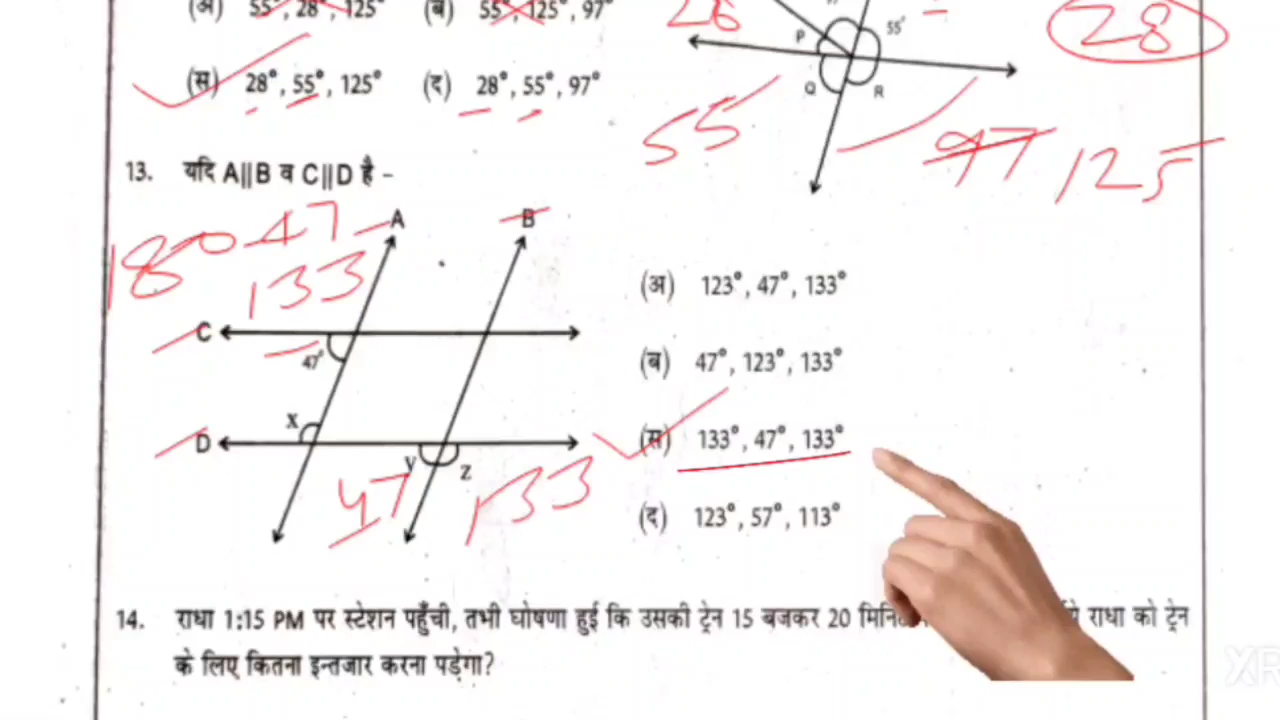 (अ) 55°, 28°, 125° (ब) 55°, 125°, 97°
28
28
55°
P
(स) 28°, 55°, 125° (द) 28°, 55°, 97°
Q
R
55
97 125
13. यदि A||B व C||D है -
180-47
133
A
B
(अ) 123°, 47°, 133°
C
47°
(ब) 47°, 123°, 133°
x
D
(स) 133°, 47°, 133°
y
z
47
133
(द) 123°, 57°, 113°
14. राधा 1:15 PM पर स्टेशन पहुँची, तभी घोषणा हुई कि उसकी ट्रेन 15 बजकर 20 राधा को ट्रेन
के लिए कितना इन्तजार करना पड़ेगा?
XR